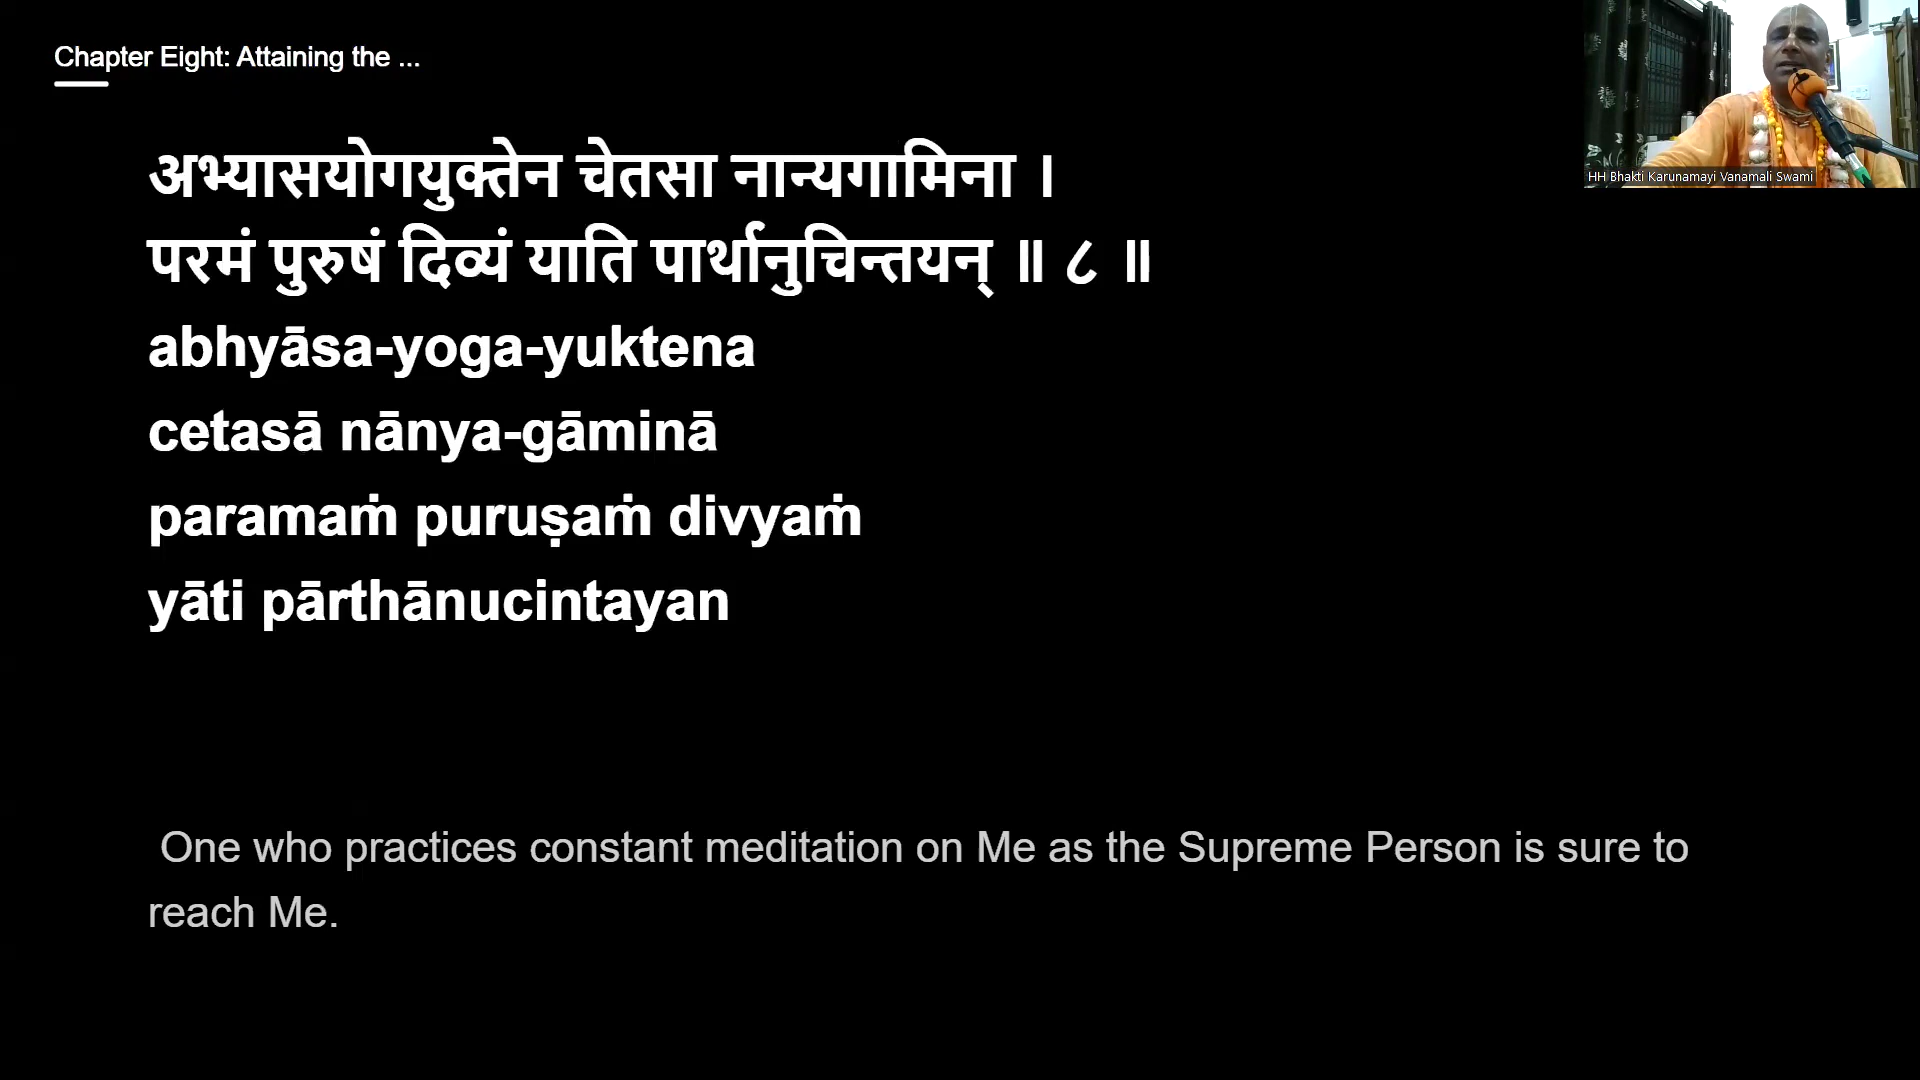 Chapter Eight: Attaining the ...
HH Bhakti Karunamayi Vanamali Swami
अभ्यासयोगयुक्तेन चेतसा नान्यगामिना ।
परमं पुरुषं दिव्यं याति पार्थानुचिन्तयन् ॥ ८ ॥
abhyāsa-yoga-yuktena
cetasā nānya-gāminā
paramaṁ puruṣaṁ divyaṁ
yāti pārthānucintayan
One who practices constant meditation on Me as the Supreme Person is sure to
reach Me.